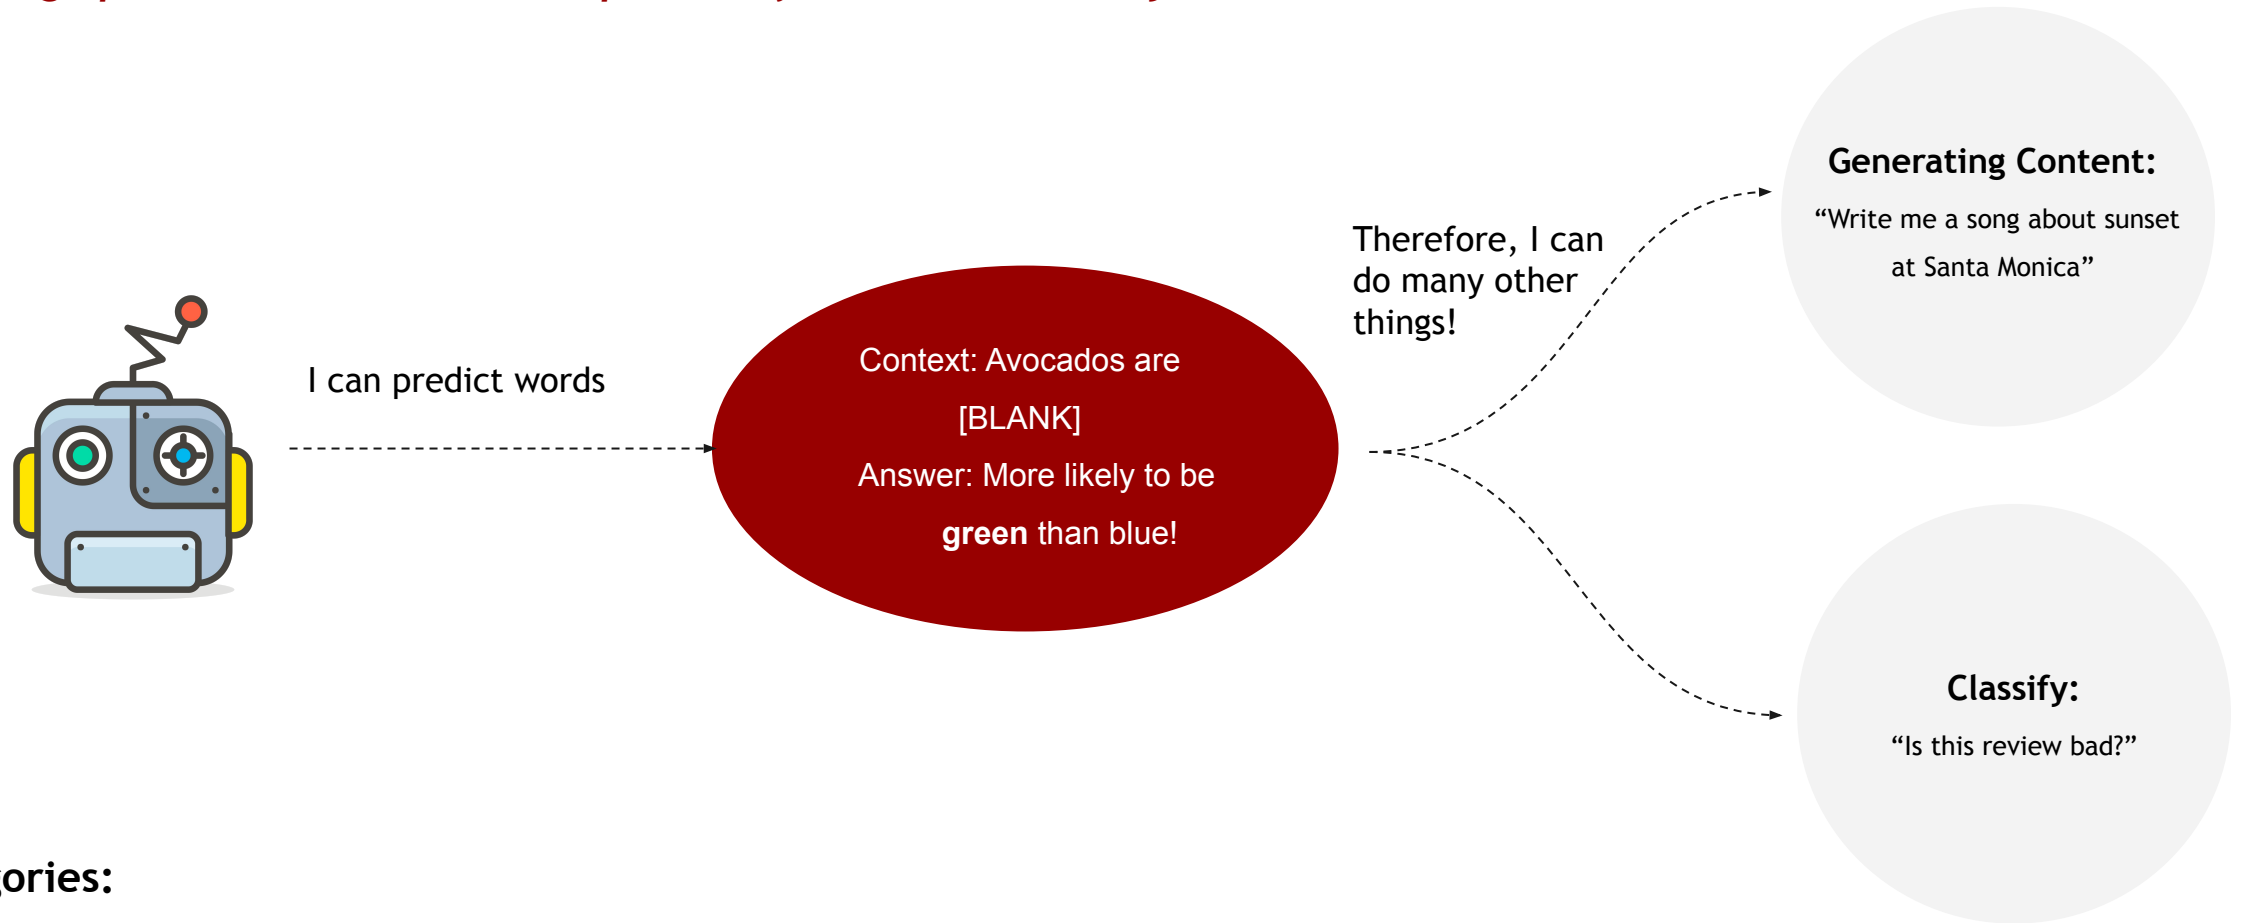 I can predict words
Context: Avocados are
[BLANK]
Answer: More likely to be
green than blue!
Therefore, I can
do many other
things!
Generating Content:
“Write me a song about sunset
at Santa Monica”
Classify:
“Is this review bad?”
ories: